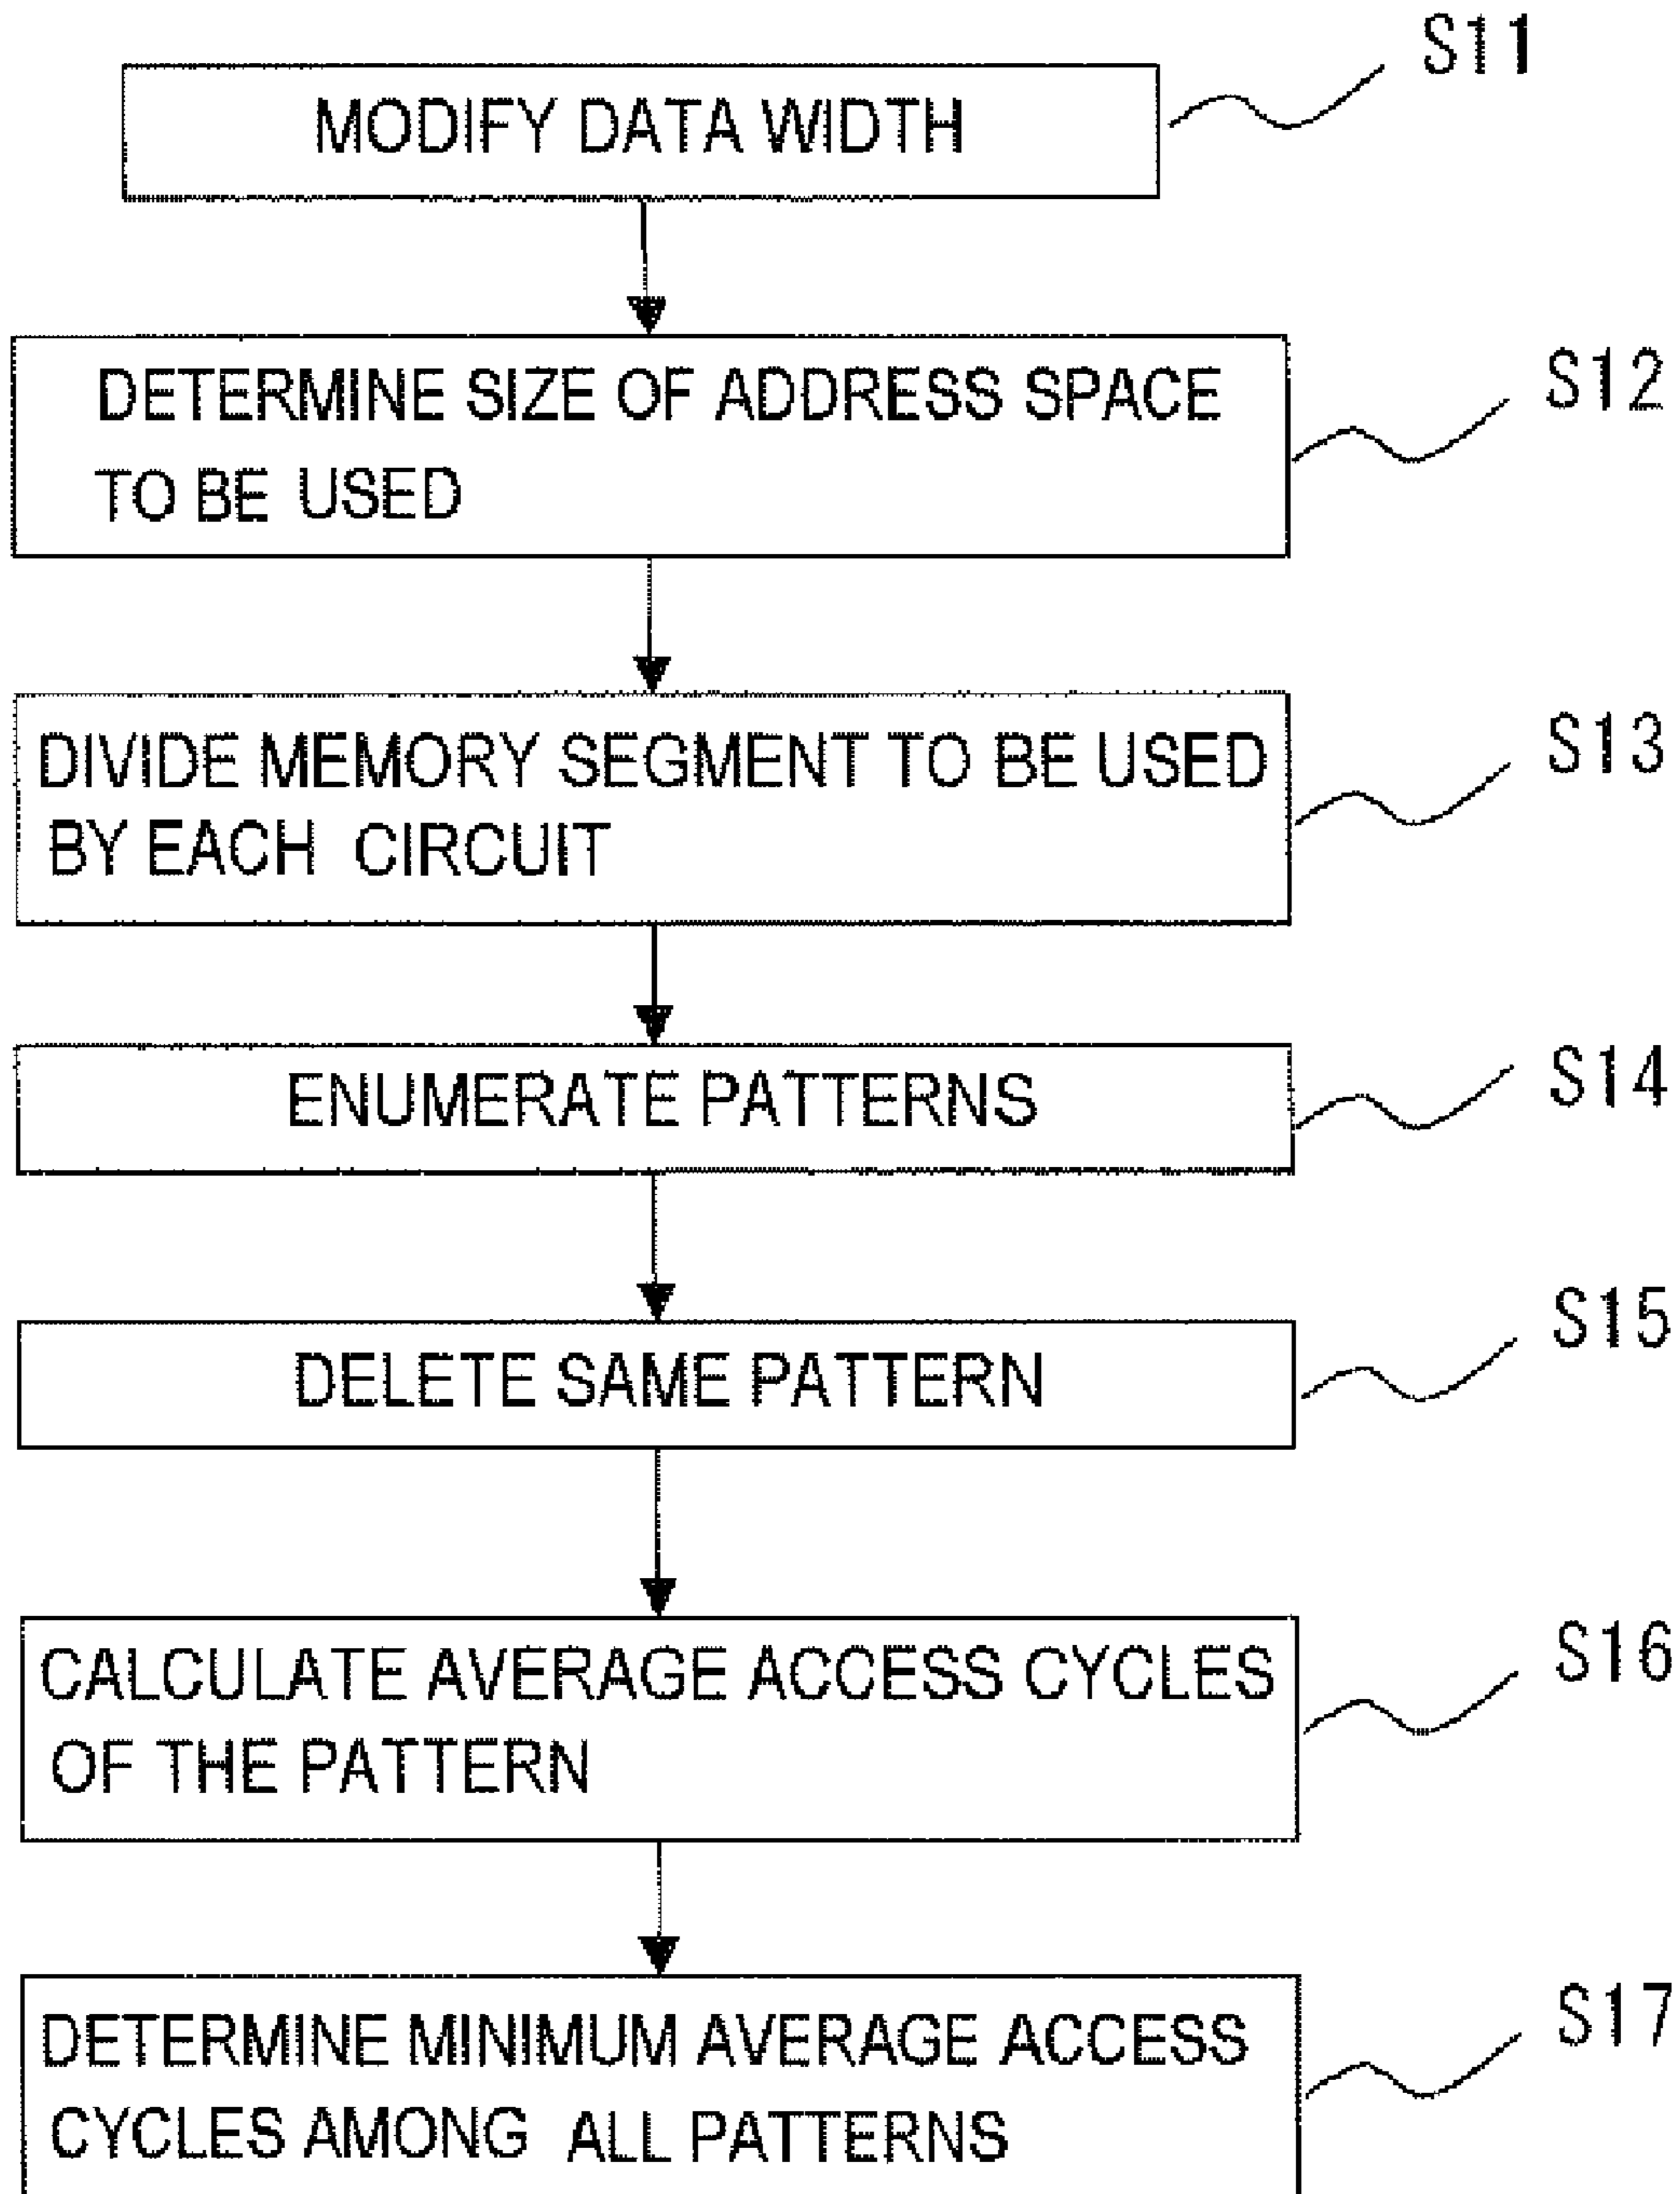 S11
MODIFY DATA WIDTH
S12
DETERMINE SIZE OF ADDRESS SPACE
TO BE USED
S13
DIVIDE MEMORY SEGMENT TO BE USED
BY EACH CIRCUIT
S14
ENUMERATE PATTERNS
S15
DELETE SAME PATTERN
S16
CALCULATE AVERAGE ACCESS CYCLES
OF THE PATTERN
S17
DETERMINE MINIMUM AVERAGE ACCESS
CYCLES AMONG ALL PATTERNS